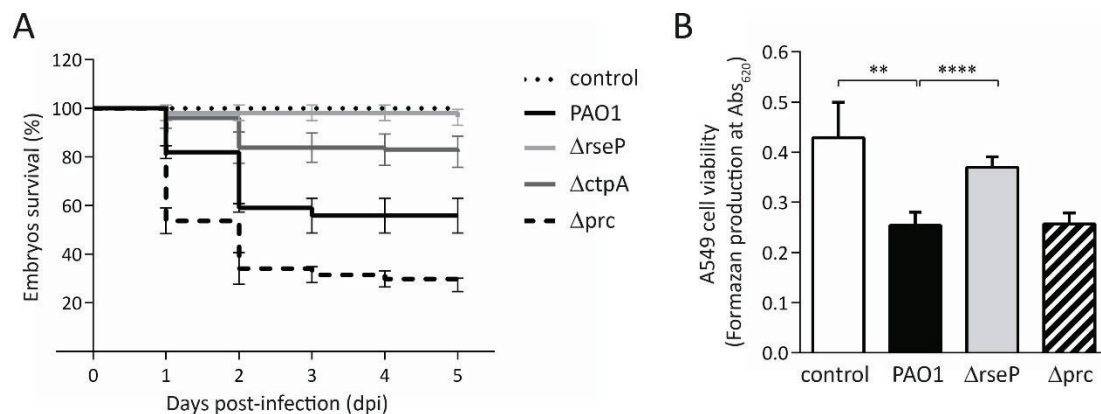 A
Embryos survival (%)
120
100
80
60
40
20
0
1
2
3
4
5
Days post-infection (dpi)
control
PAO1
ΔrseP
ΔctpA
Δprc
B
A549 cell viability
(Formazan production at Abs₆₂₀)
0.6
0.5
0.4
0.3
0.2
0.1
0.0
**
****
control PAO1 ΔrseP Δprc